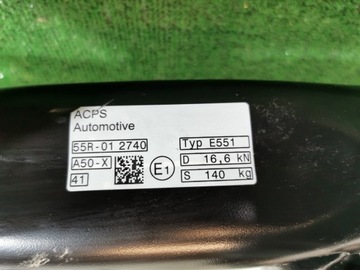 ACPS
Automotive
55R-01 2740
Typ E551
A50-X
E1
D 16,6 kN
41
S 140 kg